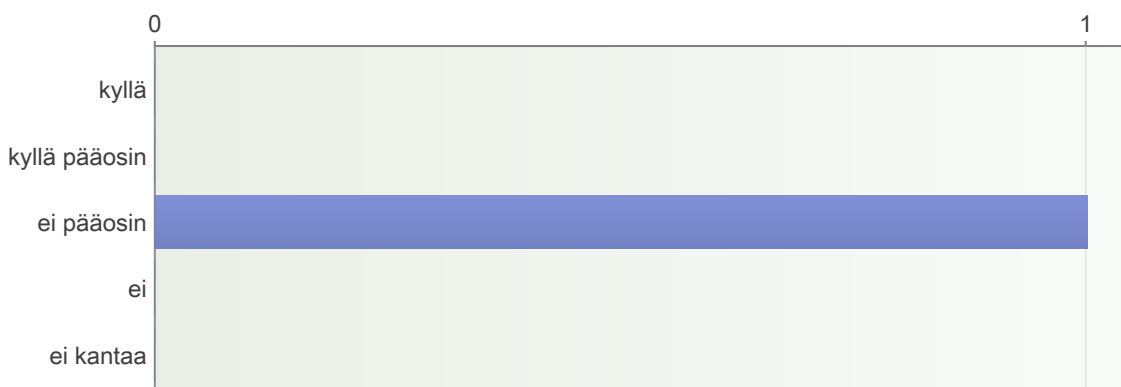 0 1
kyllä
kyllä pääosin
ei pääosin
ei
ei kantaa